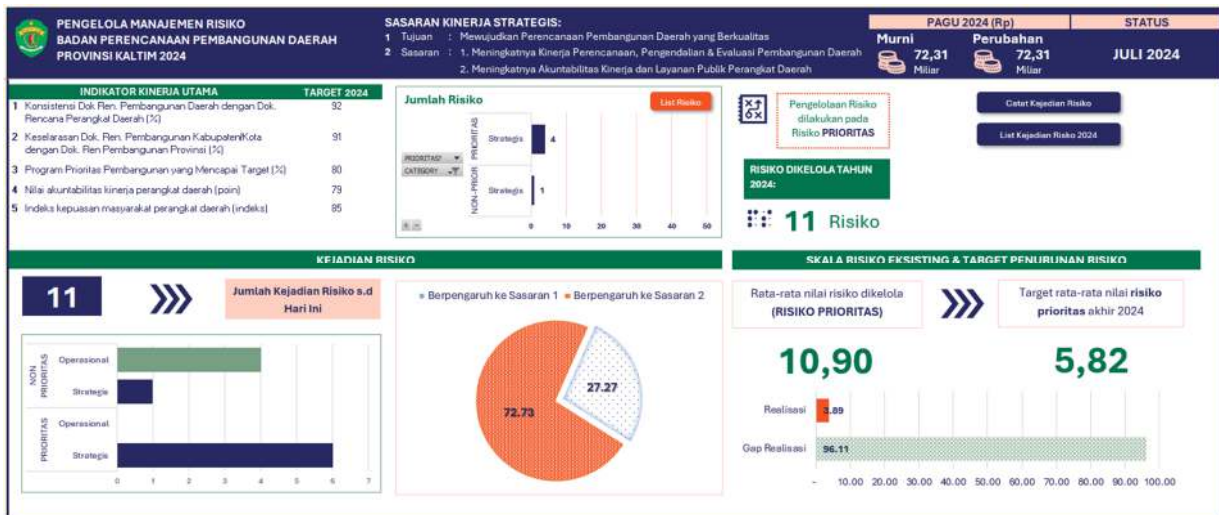 PENGELOLA MANAJEMEN RISIKO
BADAN PERENCANAAN PEMBANGUNAN DAERAH
PROVINSI KALTIM 2024
SASARAN KINERJA STRATEGIS:
1 Tujuan : Mewujudkan Perencanaan Pembangunan Daerah yang Berkualitas
2 Sasaran : 1. Meningkatnya Kinerja Perencanaan, Pengendalian & Evaluasi Pembangunan Daerah
2. Meningkatnya Akuntabilitas Kinerja dan Layanan Publik Perangkat Daerah
PAGU 2024 (Rp)
Murni
72,31
Miliar
Perubahan
72,31
Miliar
STATUS
JULI 2024
INDIKATOR KINERJA UTAMA TARGET 2024
1 Konsistensi Dok Ren. Pembangunan Daerah dengan Dok. 92
Rencana Perangkat Daerah (%)
2 Keselarasan Dok. Ren. Pembangunan Kabupaten/Kota 91
dengan Dok. Ren Pembangunan Provinsi (%)
3 Program Prioritas Pembangunan yang Mencapai Target (%) 80
4 Nilai akuntabilitas kinerja perangkat daerah (poin) 79
5 Indeks kepuasan masyarakat perangkat daerah (indeks) 85
Jumlah Risiko
List Risiko
PRIORITAS?
CATEGORY
PRIORITAS
Strategis 4
NON-PRIOR
Strategis 1
0 10 20 30 40 50
Pengelolaan Risiko
dilakukan pada
Risiko PRIORITAS
Catat Kejadian Risiko
List Kejadian Risiko 2024
RISIKO DIKELOLA TAHUN
2024:
11 Risiko
KEJADIAN RISIKO
11
Jumlah Kejadian Risiko s.d
Hari Ini
NON
PRIORITAS
Operasional
Strategis
PRIORITAS
Operasional
Strategis
0 1 2 3 4 5 6 7
Berpengaruh ke Sasaran 1 Berpengaruh ke Sasaran 2
27.27
72.73
SKALA RISIKO EKSISTING & TARGET PENURUNAN RISIKO
Rata-rata nilai risiko dikelola
(RISIKO PRIORITAS)
Target rata-rata nilai risiko
prioritas akhir 2024
10,90
5,82
Realisasi 3.89
Gap Realisasi 96.11
- 10.00 20.00 30.00 40.00 50.00 60.00 70.00 80.00 90.00 100.00